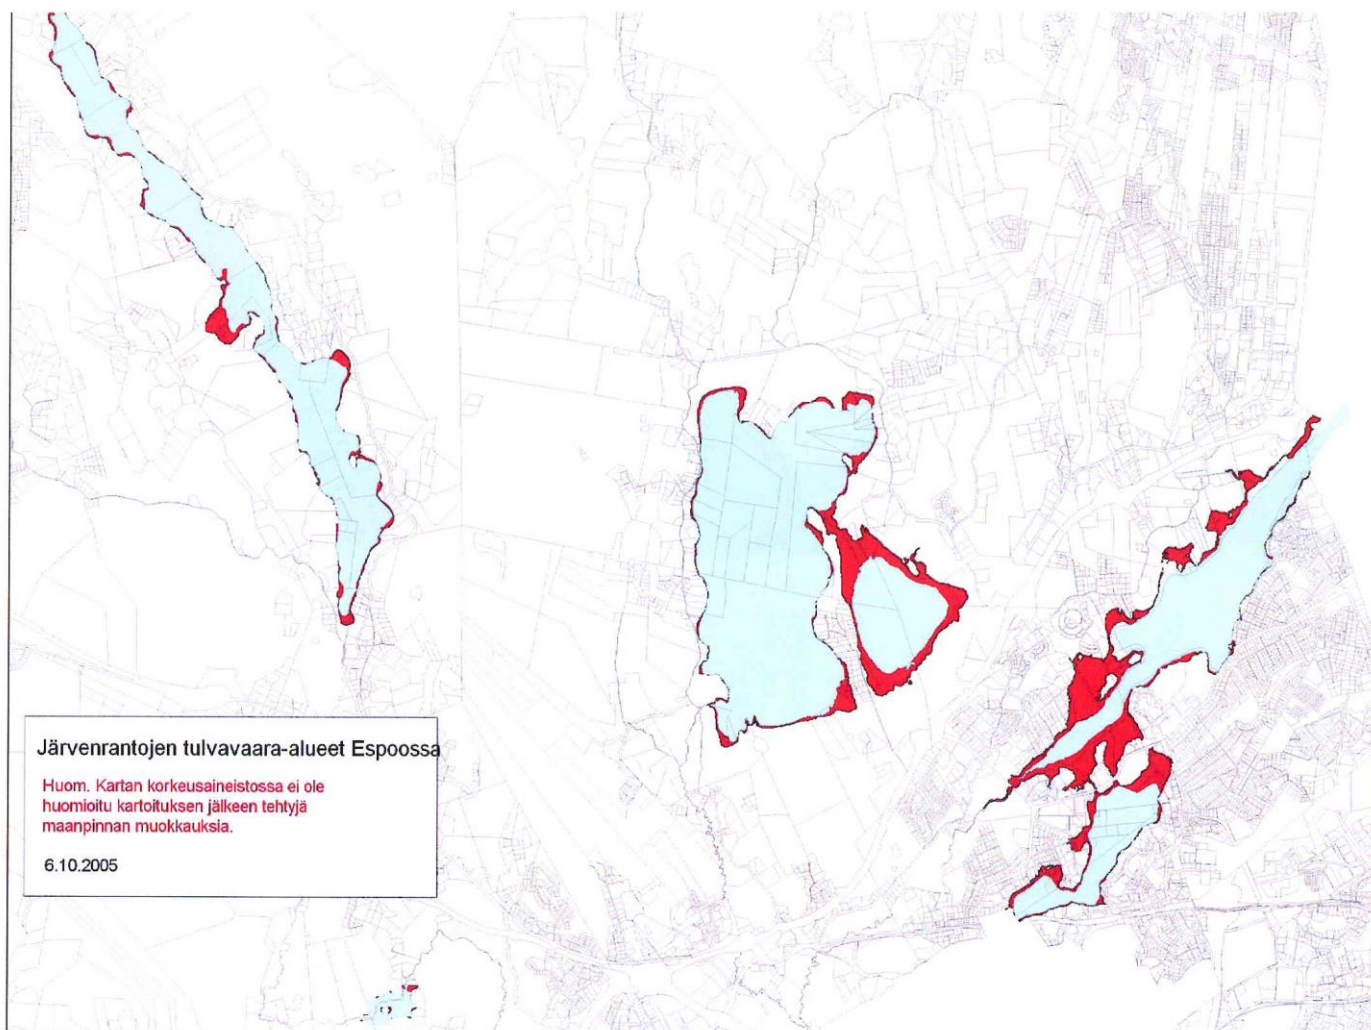 Järvenrantojen tulvavaara-alueet Espoossa
Huom. Kartan korkeusaineistossa ei ole
huomioitu kartoituksen jälkeen tehtyjä
maanpinnan muokkauksia.
6.10.2005